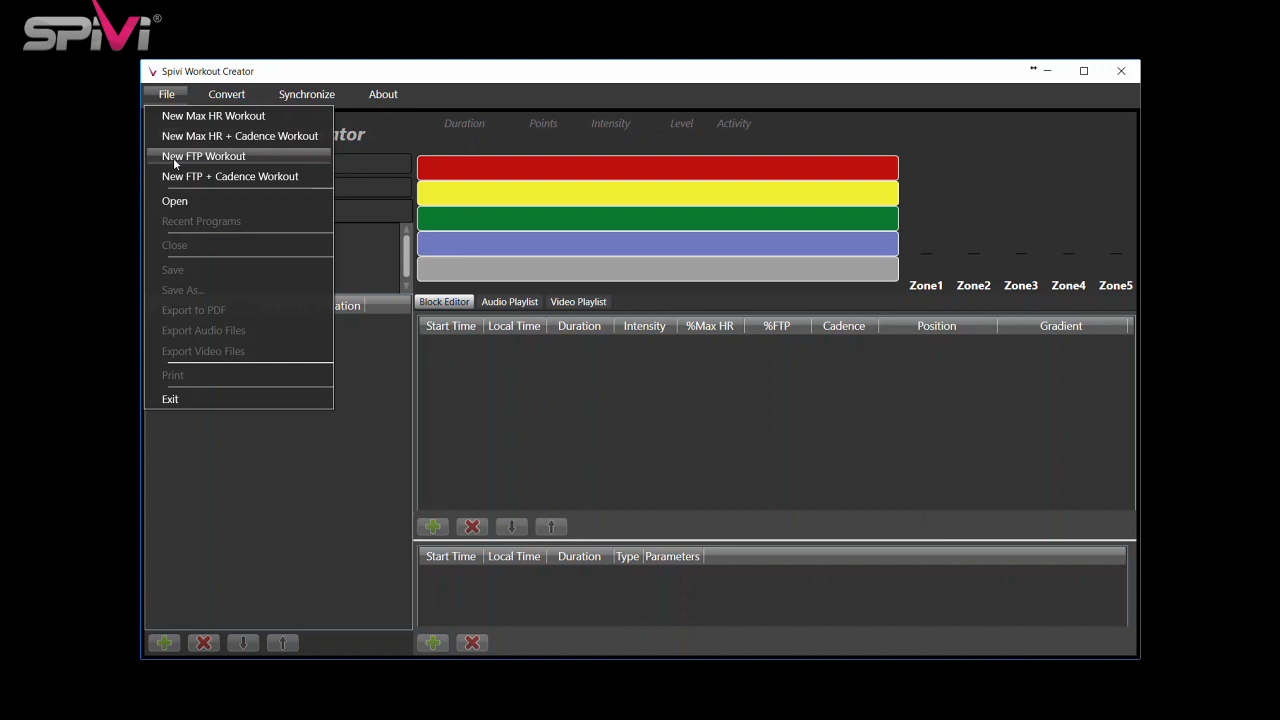 SPiVi®
Spivi Workout Creator
File Convert Synchronize About
New Max HR Workout
New Max HR + Cadence Workout
New FTP Workout
New FTP + Cadence Workout
Open
Recent Programs
Close
Save
Save As...
Export to PDF
Export Audio Files
Export Video Files
Print
Exit
ator
ation
Duration Points Intensity Level Activity
Zone1 Zone2 Zone3 Zone4 Zone5
Block Editor Audio Playlist Video Playlist
Start Time Local Time Duration Intensity %Max HR %FTP Cadence Position Gradient
Start Time Local Time Duration Type Parameters